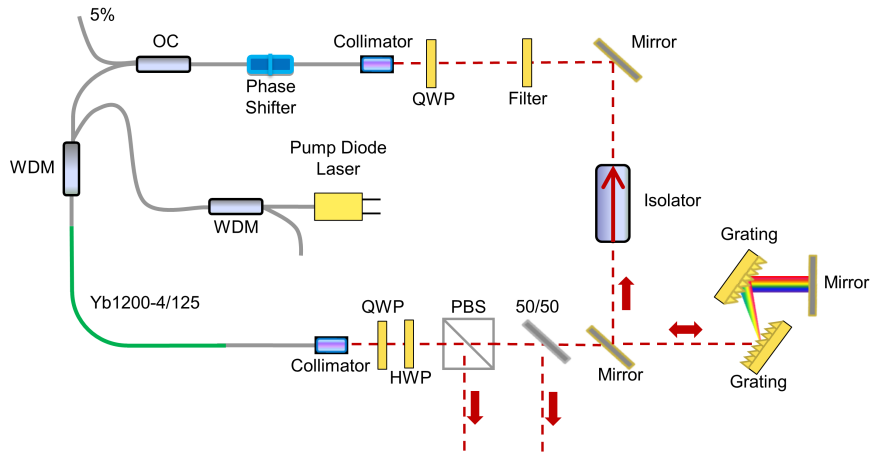 5%
OC
Collimator
Mirror
Phase
Shifter
QWP
Filter
WDM
Pump Diode
Laser
Isolator
WDM
Grating
Mirror
Yb1200-4/125
QWP
PBS
50/50
Collimator
HWP
Mirror
Grating